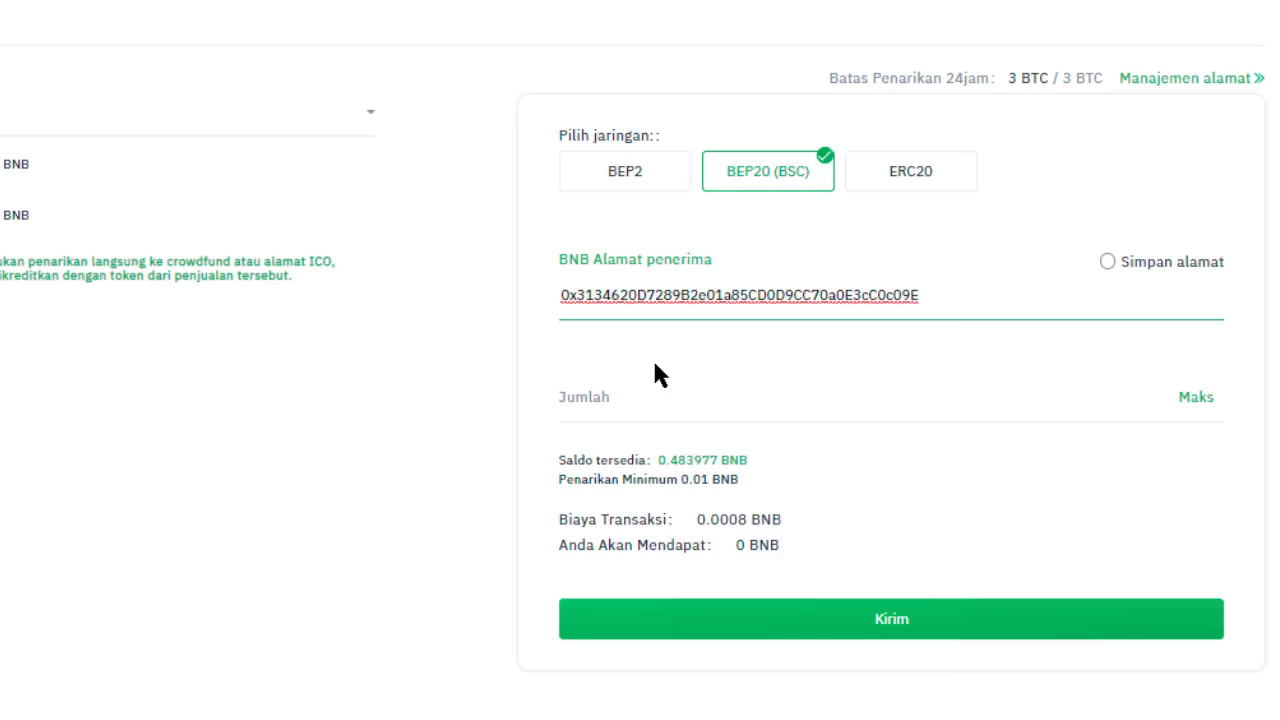 Batas Penarikan 24jam: 3 BTC / 3 BTC Manajemen alamat
Pilih jaringan::
BEP2 BEP20 (BSC) ERC20
BNB
BNB
ukan penarikan langsung ke crowdfund atau alamat ICO,
ikreditkan dengan token dari penjualan tersebut.
BNB Alamat penerima
Simpan alamat
0x3134620D7289B2e01a85CD0D9CC70a0E3cC0c09E
Jumlah Maks
Saldo tersedia: 0.483977 BNB
Penarikan Minimum 0.01 BNB
Biaya Transaksi: 0.0008 BNB
Anda Akan Mendapat: 0 BNB
Kirim